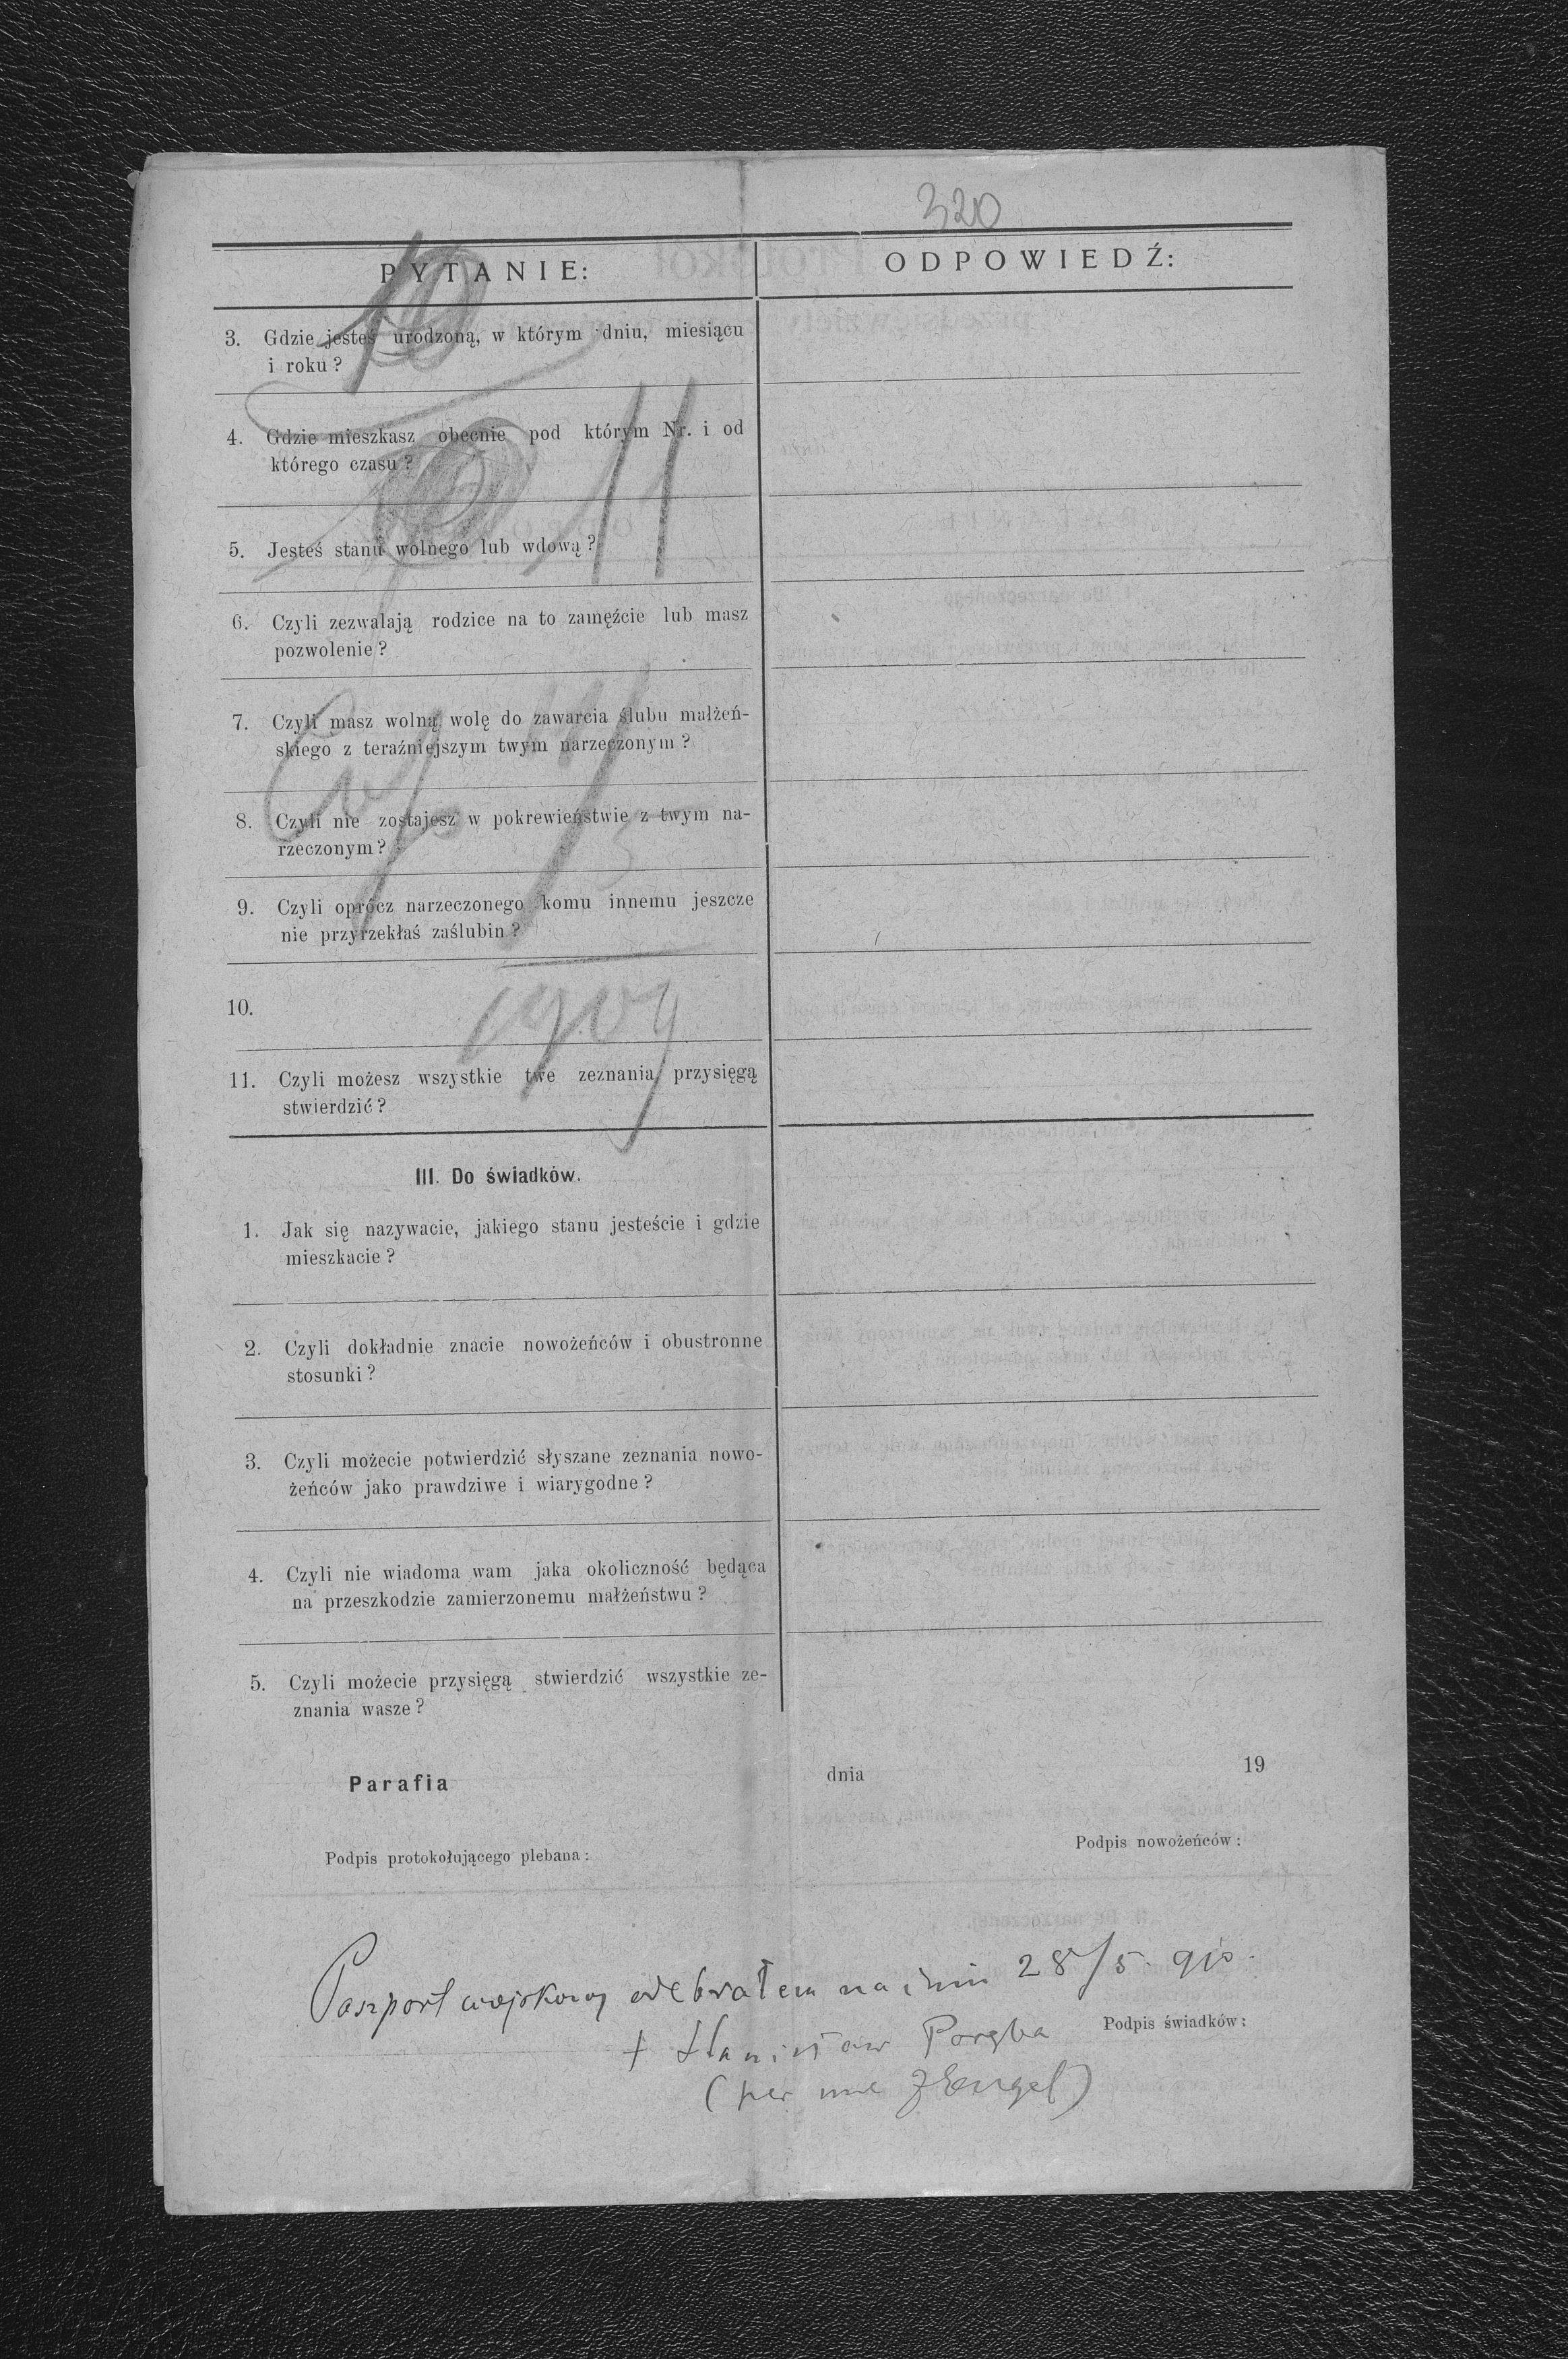 320
PYTANIE:
ODPOWIEDŹ:
3. Gdzie jesteś urodzoną, w którym dniu, miesiącu
i roku?
4. Gdzie mieszkasz obecnie pod którym Nr. i od
którego czasu?
5. Jesteś stanu wolnego lub wdową?
6. Czyli zezwalają rodzice na to zamęźcie lub masz
pozwolenie?
7. Czyli masz wolną wolę do zawarcia ślubu małżeń-
skiego z teraźniejszym twym narzeczonym?
8. Czyli nie zostajesz w pokrewieństwie z twym na-
rzeczonym?
9. Czyli oprócz narzeczonego komu innemu jeszcze
nie przyrzekłaś zaślubin?
10.
1909
11. Czyli możesz wszystkie twe zeznania przysięgą
stwierdzić?
III. Do świadków.
1. Jak się nazywacie, jakiego stanu jesteście i gdzie
mieszkacie?
2. Czyli dokładnie znacie nowożeńców i obustronne
stosunki?
3. Czyli możecie potwierdzić słyszane zeznania nowo-
żeńców jako prawdziwe i wiarygodne?
4. Czyli nie wiadoma wam jaka okoliczność będąca
na przeszkodzie zamierzonemu małżeństwu?
5. Czyli możecie przysięgą stwierdzić wszystkie ze-
znania wasze?
Parafia
dnia
19
Podpis protokołującego plebana:
Podpis nowożeńców:
Paszport wojskowy odebrałem na dniu 28/5. 910.
+ Stanisław Poręba
Podpis świadków:
(per me JEngel)